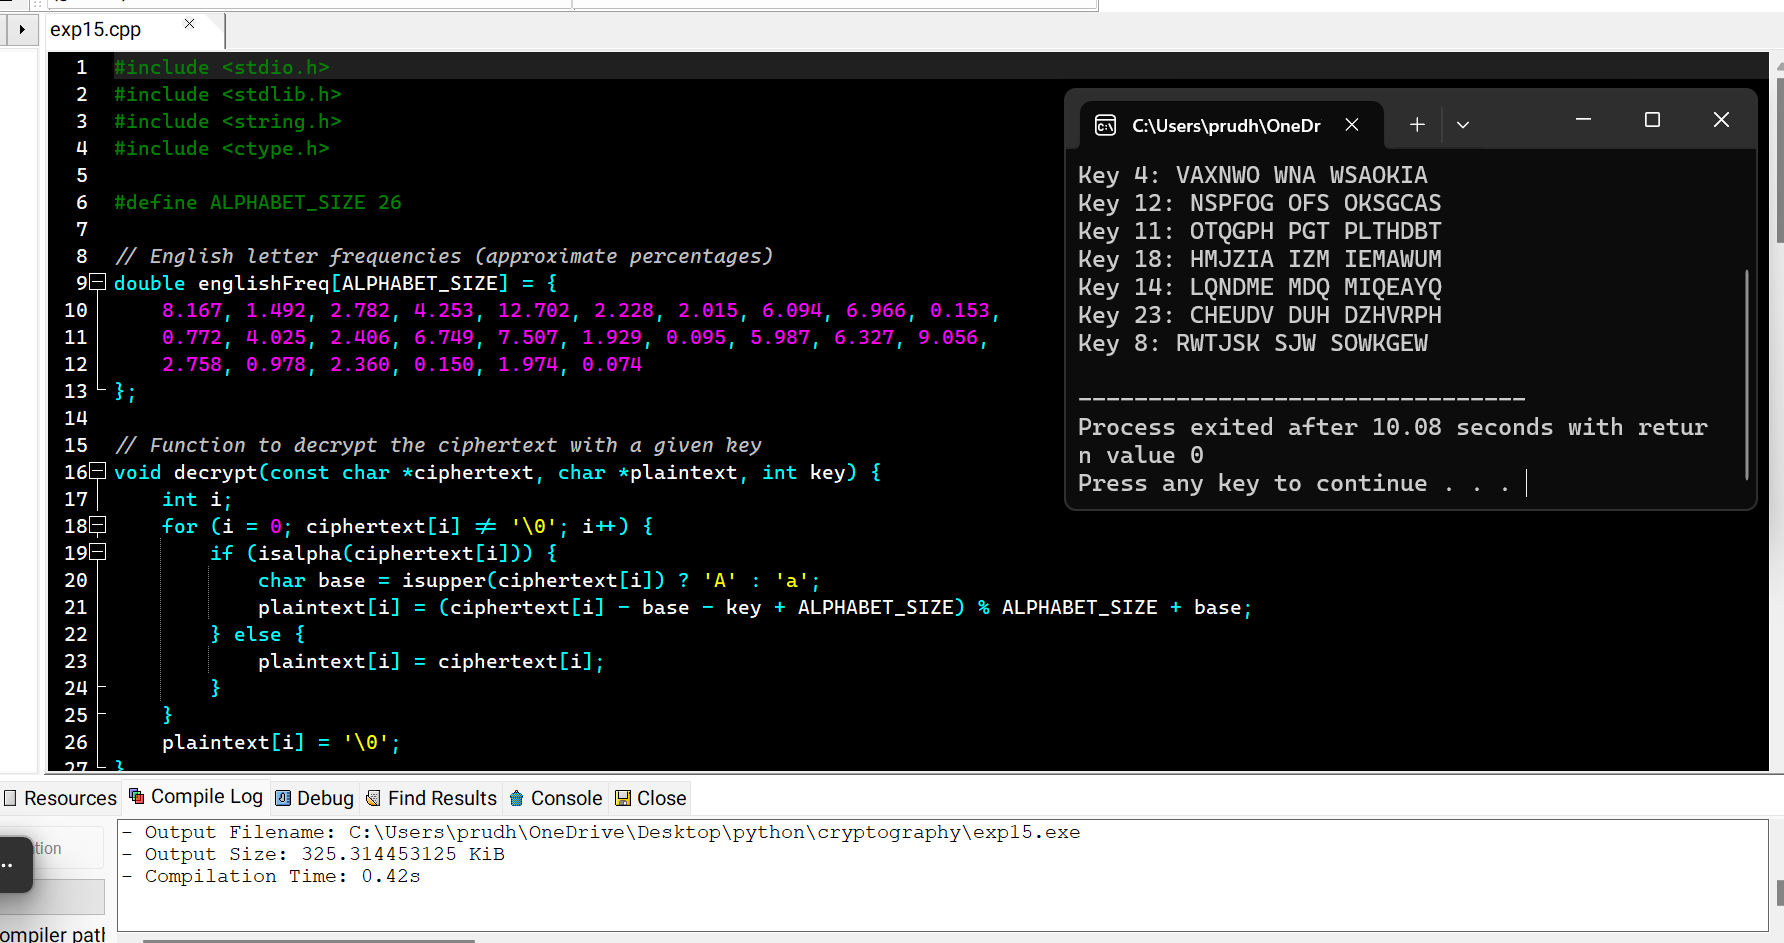 exp15.cpp
1 #include <stdio.h>
2 #include <stdlib.h>
3 #include <string.h>
4 #include <ctype.h>
5
6 #define ALPHABET_SIZE 26
7
8 // English letter frequencies (approximate percentages)
9 double englishFreq[ALPHABET_SIZE] = {
10 8.167, 1.492, 2.782, 4.253, 12.702, 2.228, 2.015, 6.094, 6.966, 0.153,
11 0.772, 4.025, 2.406, 6.749, 7.507, 1.929, 0.095, 5.987, 6.327, 9.056,
12 2.758, 0.978, 2.360, 0.150, 1.974, 0.074
13 };
14
15 // Function to decrypt the ciphertext with a given key
16 void decrypt(const char *ciphertext, char *plaintext, int key) {
17 int i;
18 for (i = 0; ciphertext[i] != '\0'; i++) {
19 if (isalpha(ciphertext[i])) {
20 char base = isupper(ciphertext[i]) ? 'A' : 'a';
21 plaintext[i] = (ciphertext[i] - base - key + ALPHABET_SIZE) % ALPHABET_SIZE + base;
22 } else {
23 plaintext[i] = ciphertext[i];
24 }
25 }
26 plaintext[i] = '\0';
27 }
C:\Users\prudh\OneDr
Key 4: VAXNWO WNA WSAOKIA
Key 12: NSPFOG OFS OKSGCAS
Key 11: OTQGPH PGT PLTHDBT
Key 18: HMJZIA IZM IEMAWUM
Key 14: LQNDME MDQ MIQEAYQ
Key 23: CHEUDV DUH DZHVRPH
Key 8: RWTJSK SJW SOWKGEW
--------------------------------
Process exited after 10.08 seconds with retur
n value 0
Press any key to continue . . .
Resources Compile Log Debug Find Results Console Close
- Output Filename: C:\Users\prudh\OneDrive\Desktop\python\cryptography\exp15.exe
- Output Size: 325.314453125 KiB
- Compilation Time: 0.42s
tion
ompiler path